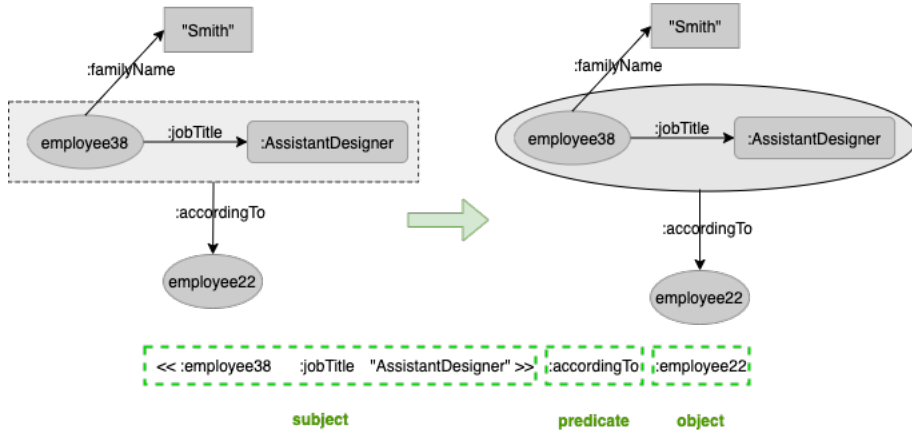 "Smith"
:familyName
employee38
:jobTitle
:AssistantDesigner
:accordingTo
employee22
"Smith"
:familyName
employee38
:jobTitle
:AssistantDesigner
:accordingTo
employee22
<< :employee38 :jobTitle "AssistantDesigner" >> :accordingTo :employee22
subject predicate object